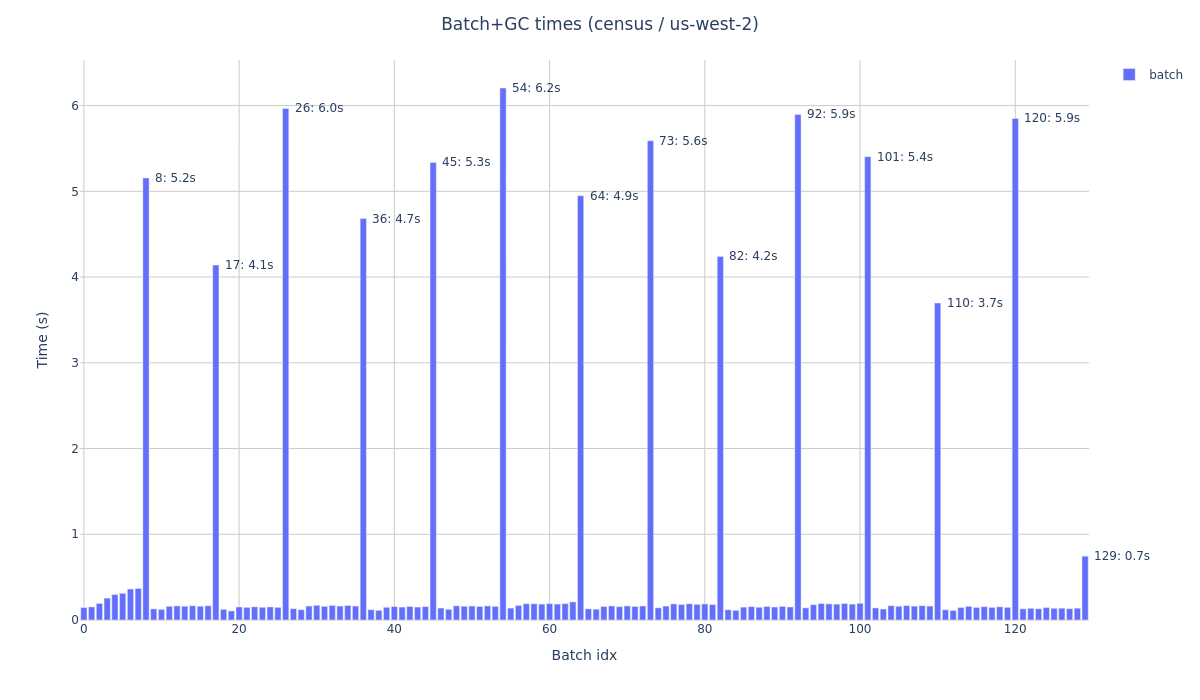 Batch+GC times (census / us-west-2)
batch
54: 6.2s
26: 6.0s
92: 5.9s
120: 5.9s
73: 5.6s
101: 5.4s
45: 5.3s
8: 5.2s
64: 4.9s
36: 4.7s
17: 4.1s
82: 4.2s
110: 3.7s
129: 0.7s
6
5
4
3
2
1
0
Time (s)
0 20 40 60 80 100 120
Batch idx